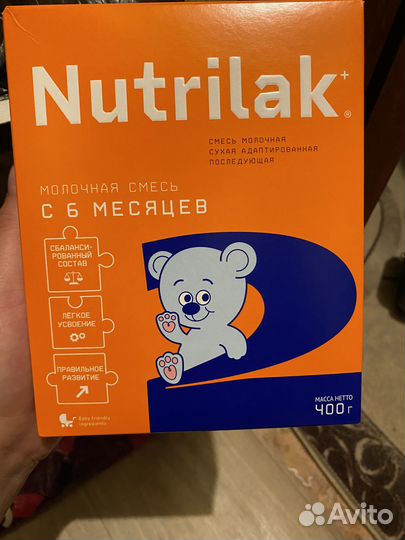 Nutrilak+®
СМЕСЬ МОЛОЧНАЯ
СУХАЯ АДАПТИРОВАННАЯ
ПОСЛЕДУЮЩАЯ
МОЛОЧНАЯ СМЕСЬ
С 6 МЕСЯЦЕВ
СБАЛАНСИ-
РОВАННЫЙ
СОСТАВ
ЛЁГКОЕ
УСВОЕНИЕ
ПРАВИЛЬНОЕ
РАЗВИТИЕ
2
Baby friendly
ingredients
МАССА НЕТТО
400 г
Avito